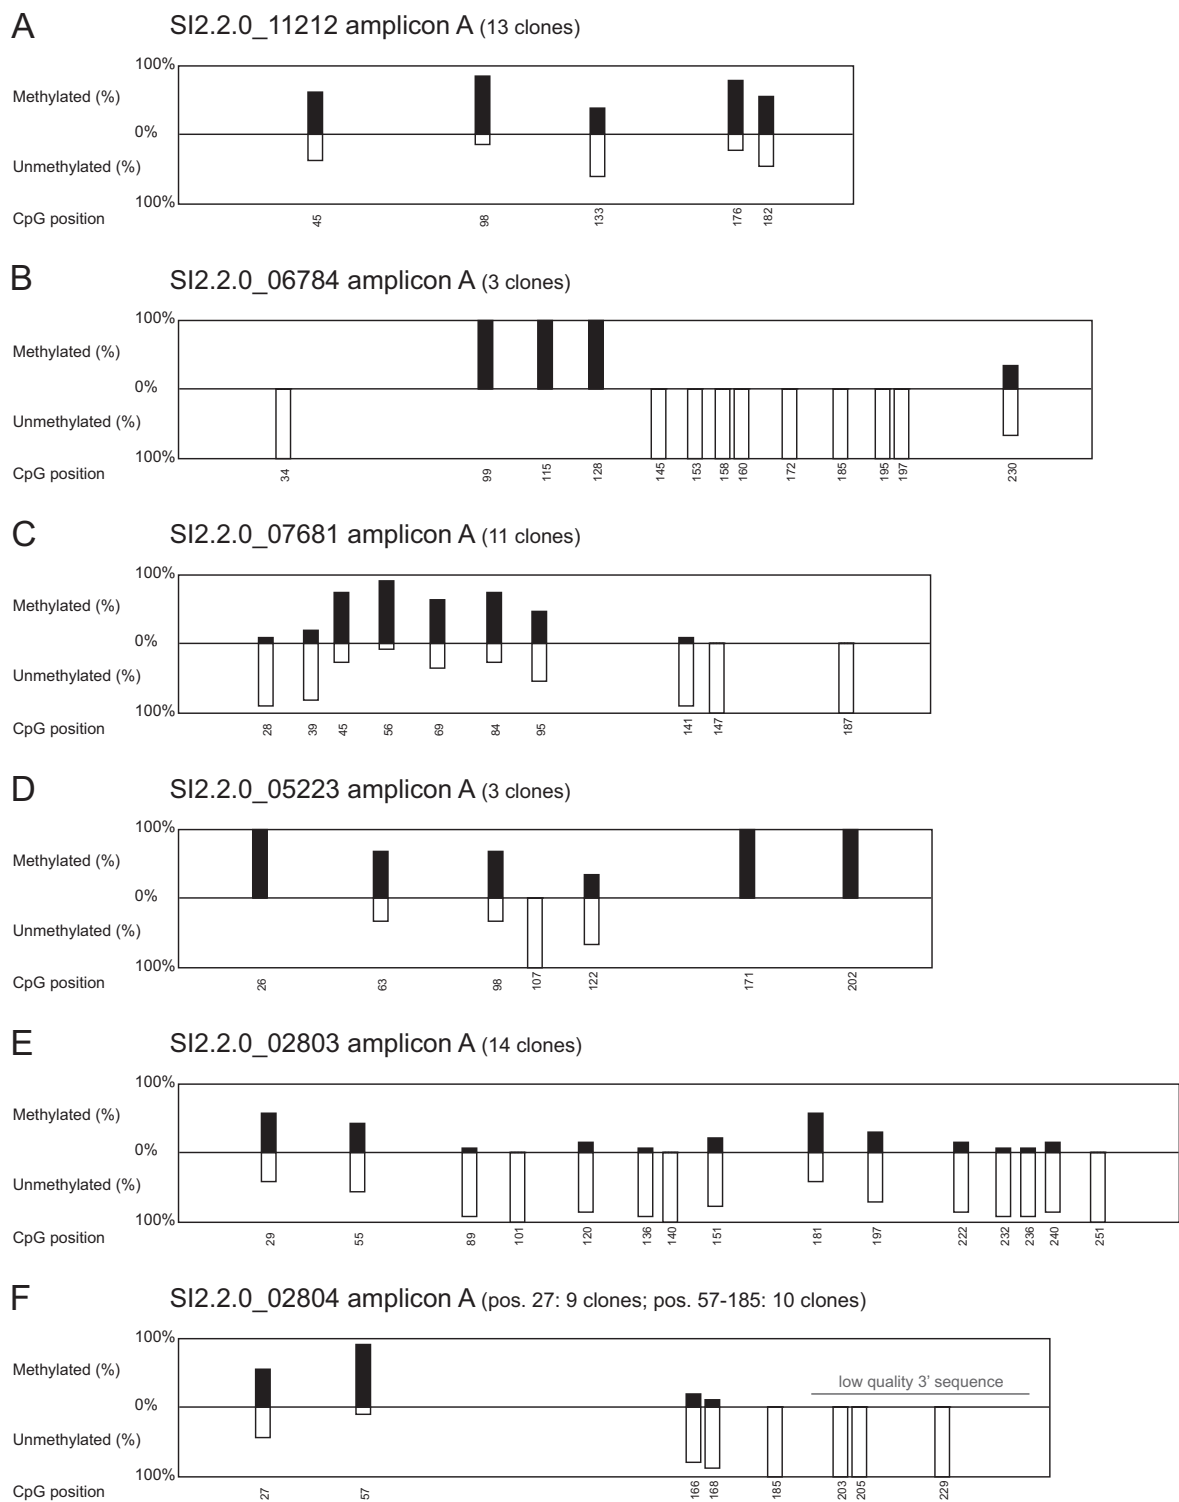 A SI2.2.0_11212 amplicon A (13 clones)
100%
Methylated (%)
0%
Unmethylated (%)
100%
CpG position 45 98 133 176 182
B SI2.2.0_06784 amplicon A (3 clones)
100%
Methylated (%)
0%
Unmethylated (%)
100%
CpG position 34 99 115 128 145 153 158 160 172 185 195 197 230
C SI2.2.0_07681 amplicon A (11 clones)
100%
Methylated (%)
0%
Unmethylated (%)
100%
CpG position 28 39 45 56 69 84 95 141 147 187
D SI2.2.0_05223 amplicon A (3 clones)
100%
Methylated (%)
0%
Unmethylated (%)
100%
CpG position 26 63 98 107 122 171 202
E SI2.2.0_02803 amplicon A (14 clones)
100%
Methylated (%)
0%
Unmethylated (%)
100%
CpG position 29 55 89 101 120 136 140 151 181 197 222 232 236 240 251
F SI2.2.0_02804 amplicon A (pos. 27: 9 clones; pos. 57-185: 10 clones)
100%
Methylated (%)
low quality 3' sequence
0%
Unmethylated (%)
100%
CpG position 27 57 166 168 189 203 205 229